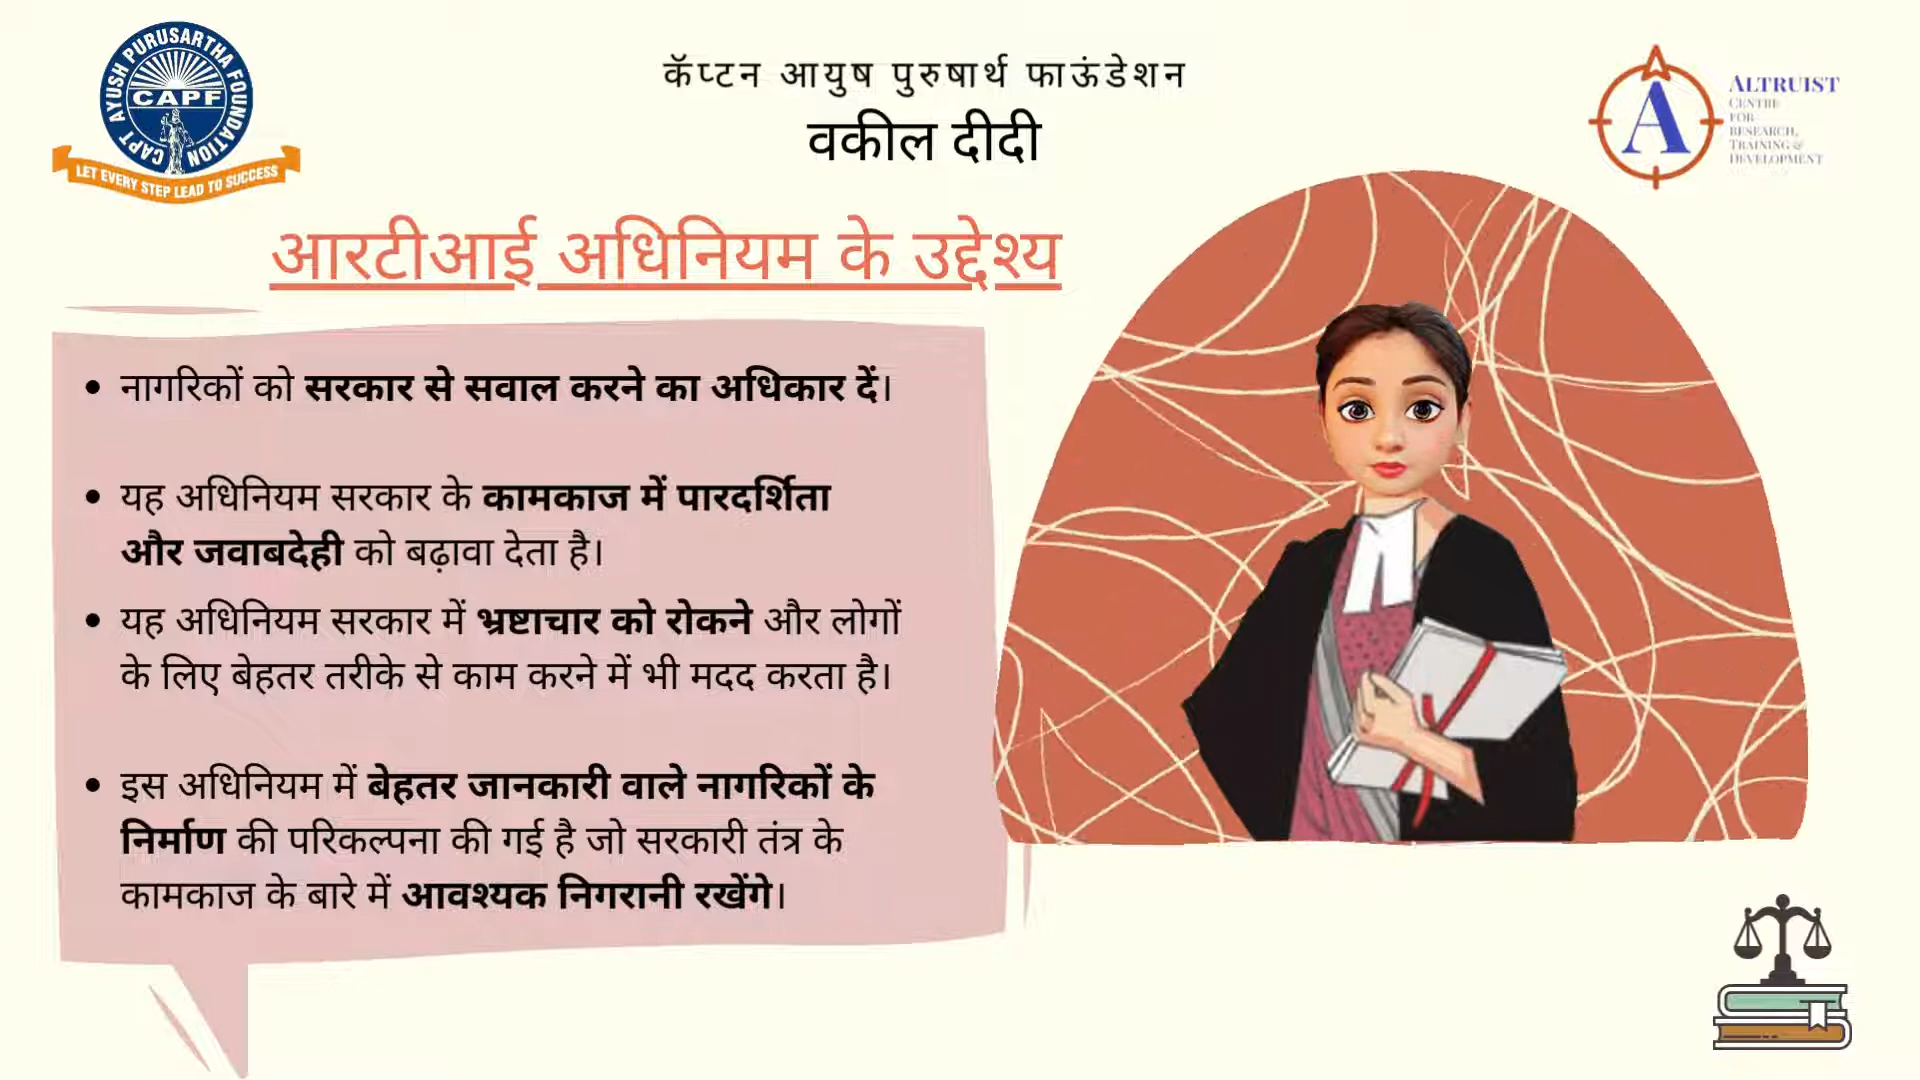 CAPT AYUSH PURUSARTHA FOUNDATION
CAPF
LET EVERY STEP LEAD TO SUCCESS
कॅप्टन आयुष पुरुषार्थ फाऊंडेशन
वकील दीदी
A
ALTRUIST
CENTRE
FOR
RESEARCH,
TRAINING &
DEVELOPMENT
आरटीआई अधिनियम के उद्देश्य
• नागरिकों को सरकार से सवाल करने का अधिकार दें।
• यह अधिनियम सरकार के कामकाज में पारदर्शिता
और जवाबदेही को बढ़ावा देता है।
• यह अधिनियम सरकार में भ्रष्टाचार को रोकने और लोगों
के लिए बेहतर तरीके से काम करने में भी मदद करता है।
• इस अधिनियम में बेहतर जानकारी वाले नागरिकों के
निर्माण की परिकल्पना की गई है जो सरकारी तंत्र के
कामकाज के बारे में आवश्यक निगरानी रखेंगे।